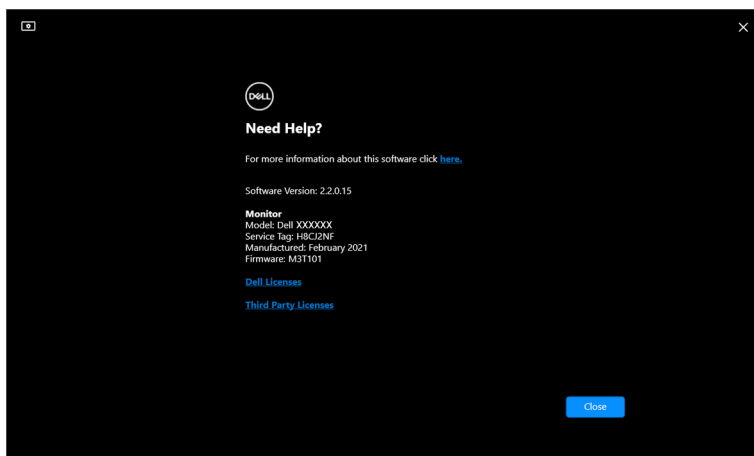 DELL
Need Help?
For more information about this software click here.
Software Version: 2.2.0.15
Monitor
Model: Dell XXXXXX
Service Tag: H8CJ2NF
Manufactured: February 2021
Firmware: M3T101
Dell Licenses
Third Party Licenses
Close